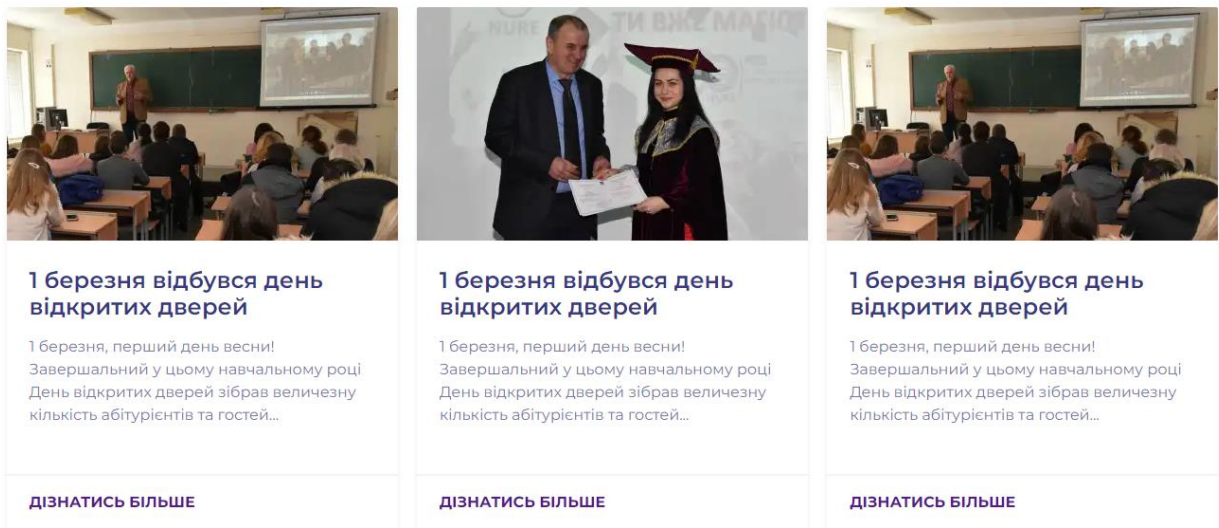 NURE
ТИ ВЖЕ МАГІС
1 березня відбувся день
відкритих дверей
1 березня, перший день весни!
Завершальний у цьому навчальному році
День відкритих дверей зібрав величезну
кількість абітурієнтів та гостей...
ДІЗНАТИСЬ БІЛЬШЕ
1 березня відбувся день
відкритих дверей
1 березня, перший день весни!
Завершальний у цьому навчальному році
День відкритих дверей зібрав величезну
кількість абітурієнтів та гостей...
ДІЗНАТИСЬ БІЛЬШЕ
1 березня відбувся день
відкритих дверей
1 березня, перший день весни!
Завершальний у цьому навчальному році
День відкритих дверей зібрав величезну
кількість абітурієнтів та гостей...
ДІЗНАТИСЬ БІЛЬШЕ